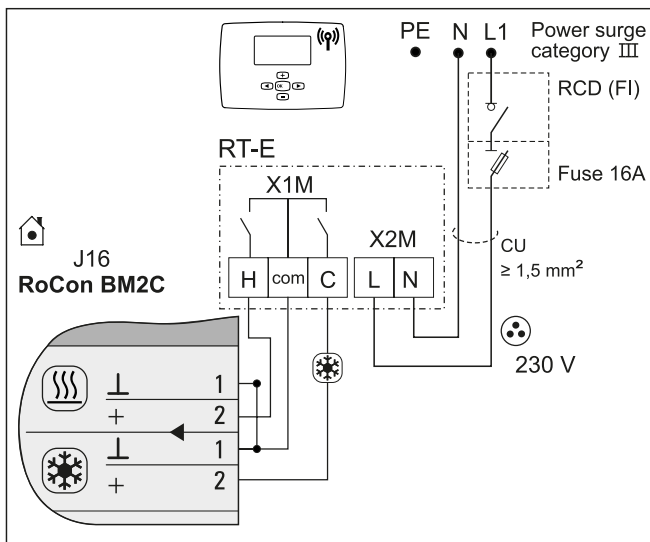 PE N L1 Power surge
category III
RCD (FI)
OK
RT-E
Fuse 16A
X1M
X2M
J16
RoCon BM2C
H com C L N
CU
≥ 1,5 mm²
230 V
⊥ 1
+ 2
⊥ 1
+ 2